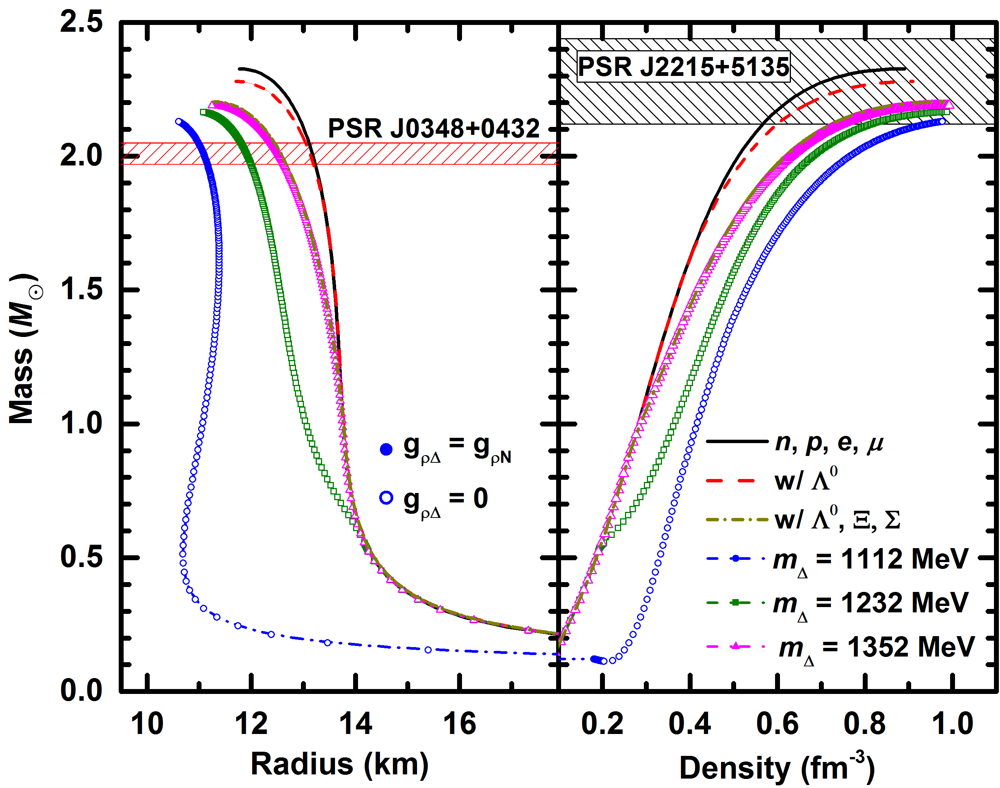 2.5
2.0
1.5
1.0
0.5
0.0
Mass (M☉)
10 12 14 16
Radius (km)
PSR J0348+0432
gρΔ = gρN
gρΔ = 0
PSR J2215+5135
n, p, e, μ
w/ Λ⁰
w/ Λ⁰, Ξ, Σ
mΔ = 1112 MeV
mΔ = 1232 MeV
mΔ = 1352 MeV
0.2 0.4 0.6 0.8 1.0
Density (fm⁻³)